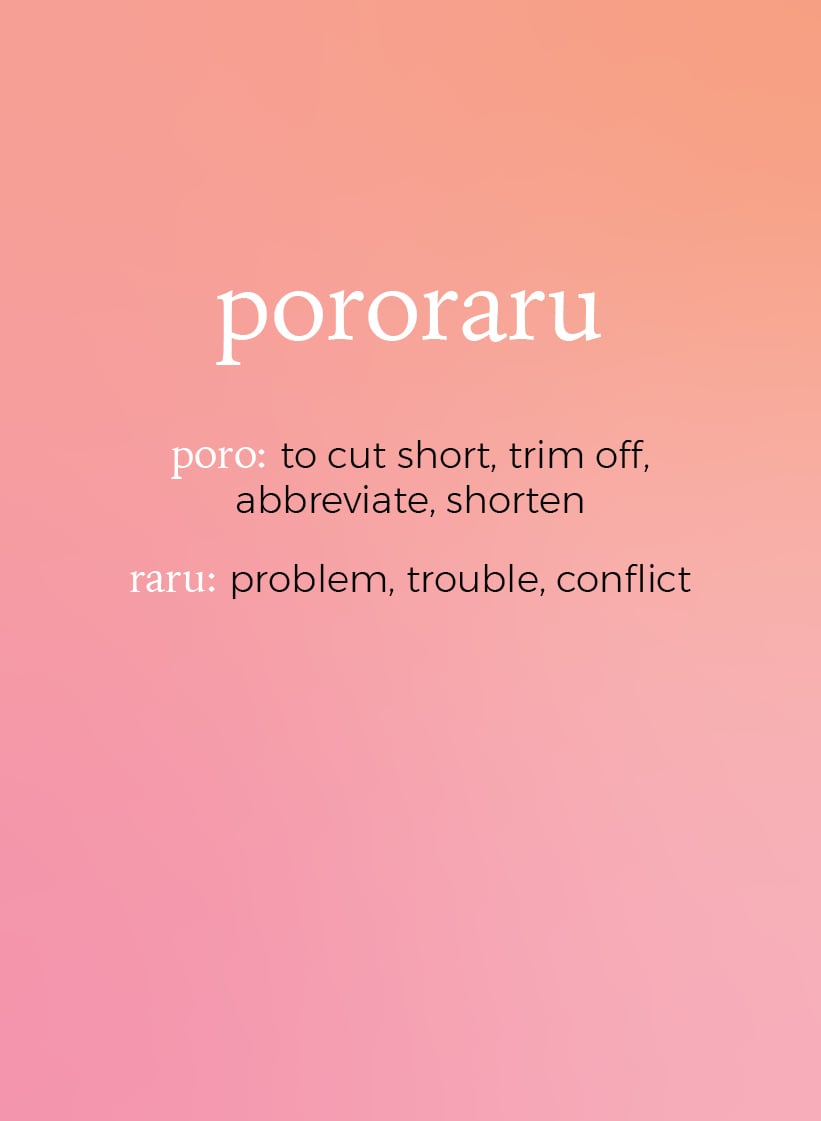 pororaru
poro: to cut short, trim off,
abbreviate, shorten
raru: problem, trouble, conflict